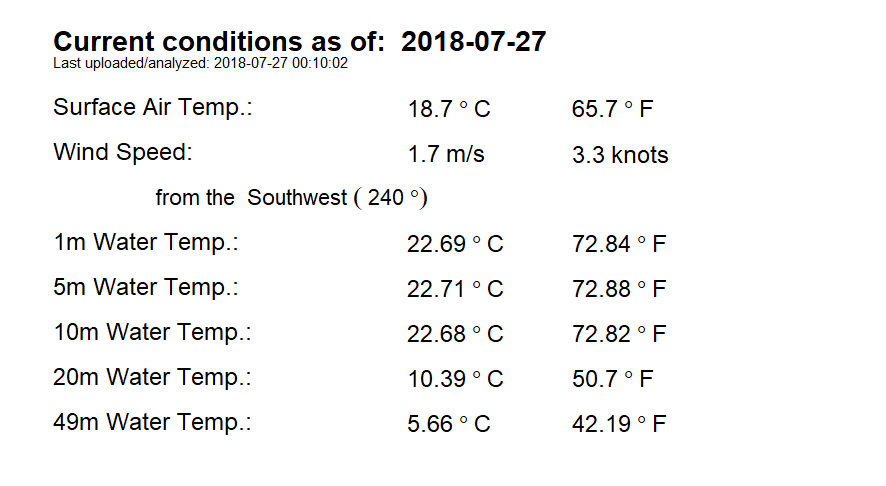 Current conditions as of: 2018-07-27
Last uploaded/analyzed: 2018-07-27 00:10:02
Surface Air Temp.: 18.7 ° C 65.7 ° F
Wind Speed: 1.7 m/s 3.3 knots
from the Southwest ( 240 °)
1m Water Temp.: 22.69 ° C 72.84 ° F
5m Water Temp.: 22.71 ° C 72.88 ° F
10m Water Temp.: 22.68 ° C 72.82 ° F
20m Water Temp.: 10.39 ° C 50.7 ° F
49m Water Temp.: 5.66 ° C 42.19 ° F